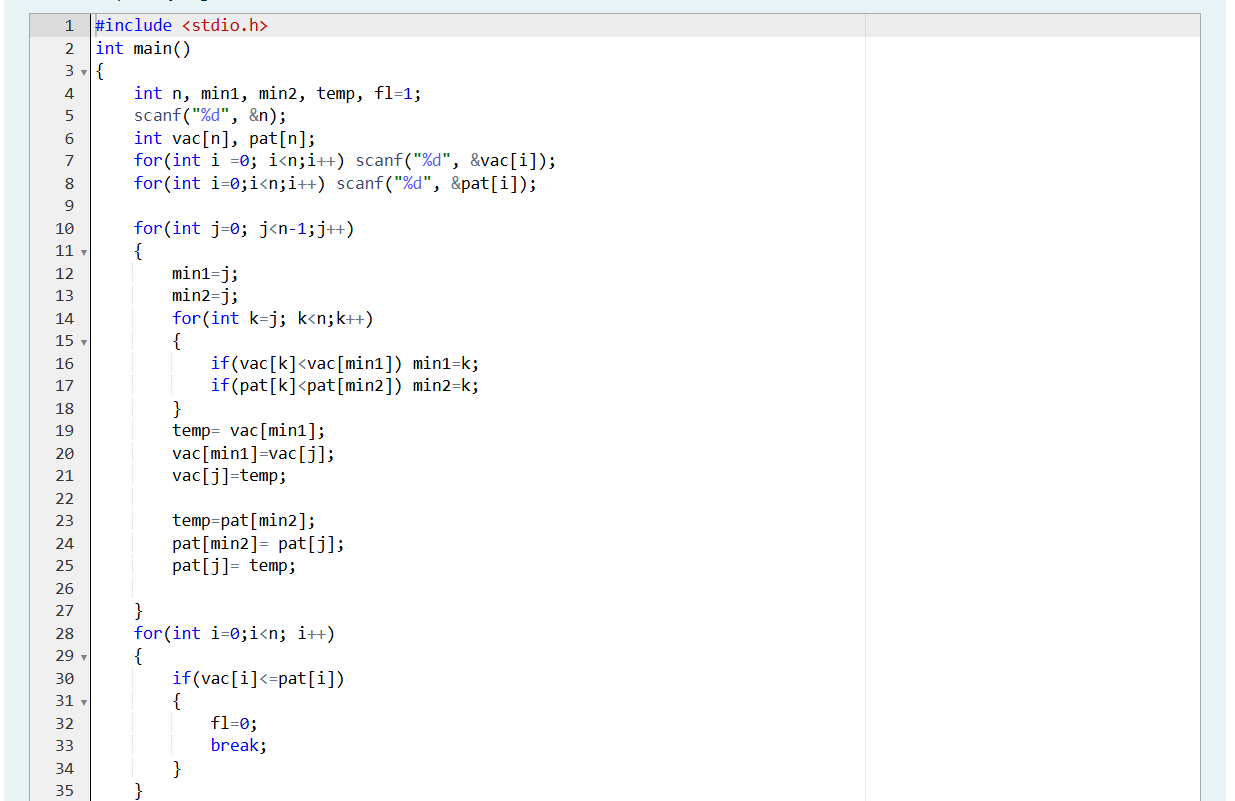 1 #include <stdio.h>
2 int main()
3 {
4 int n, min1, min2, temp, fl=1;
5 scanf("%d", &n);
6 int vac[n], pat[n];
7 for(int i =0; i<n;i++) scanf("%d", &vac[i]);
8 for(int i=0;i<n;i++) scanf("%d", &pat[i]);
9
10 for(int j=0; j<n-1;j++)
11 {
12 min1=j;
13 min2=j;
14 for(int k=j; k<n;k++)
15 {
16 if(vac[k]<vac[min1]) min1=k;
17 if(pat[k]<pat[min2]) min2=k;
18 }
19 temp= vac[min1];
20 vac[min1]=vac[j];
21 vac[j]=temp;
22
23 temp=pat[min2];
24 pat[min2]= pat[j];
25 pat[j]= temp;
26
27 }
28 for(int i=0;i<n; i++)
29 {
30 if(vac[i]<=pat[i])
31 {
32 fl=0;
33 break;
34 }
35 }